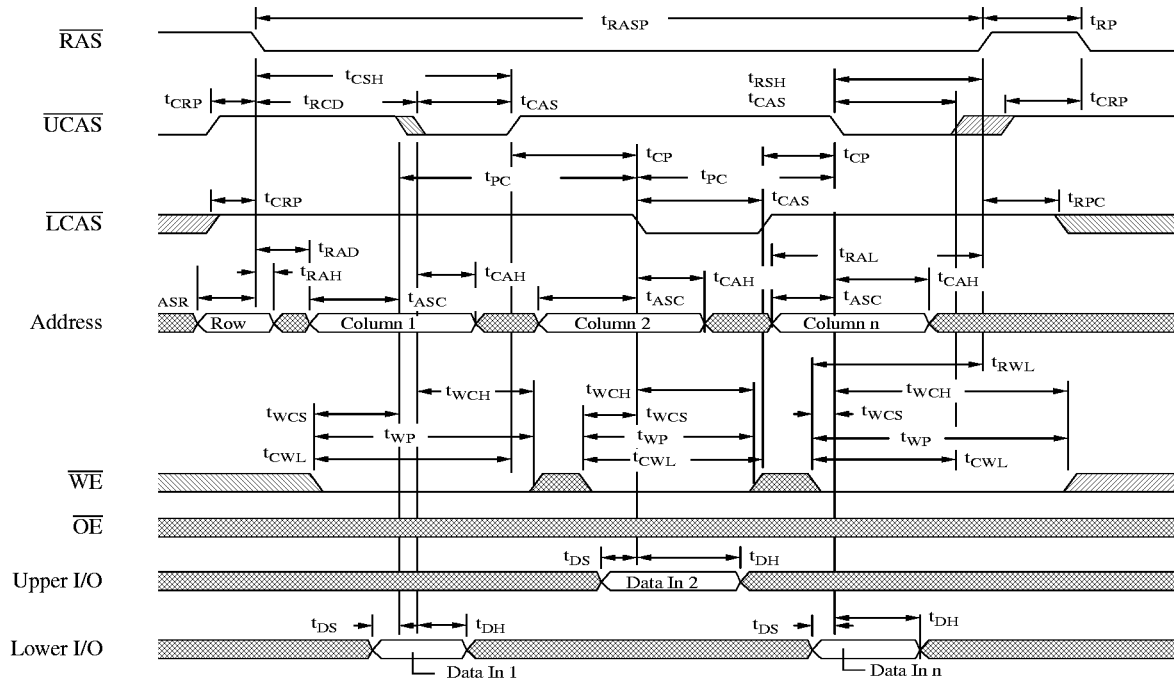 tRASP tRP
RAS
tCSH tRSH
tCRP tRCD tCAS tCAS tCRP
UCAS
tCP tCP
tPC tPC
tCRP tCAS tRPC
LCAS
tRAD tRAL
tRAH tCAH tCAH tCAH
ASR tASC tASC tASC
Address Row Column 1 Column 2 Column n
tRWL
tWCH tWCH tWCH
tWCS tWCS tWCS
tWP tWP tWP
tCWL tCWL tCWL
WE
OE
tDS tDH
Upper I/O Data In 2
tDS tDH tDS tDH
Lower I/O
Data In 1 Data In n